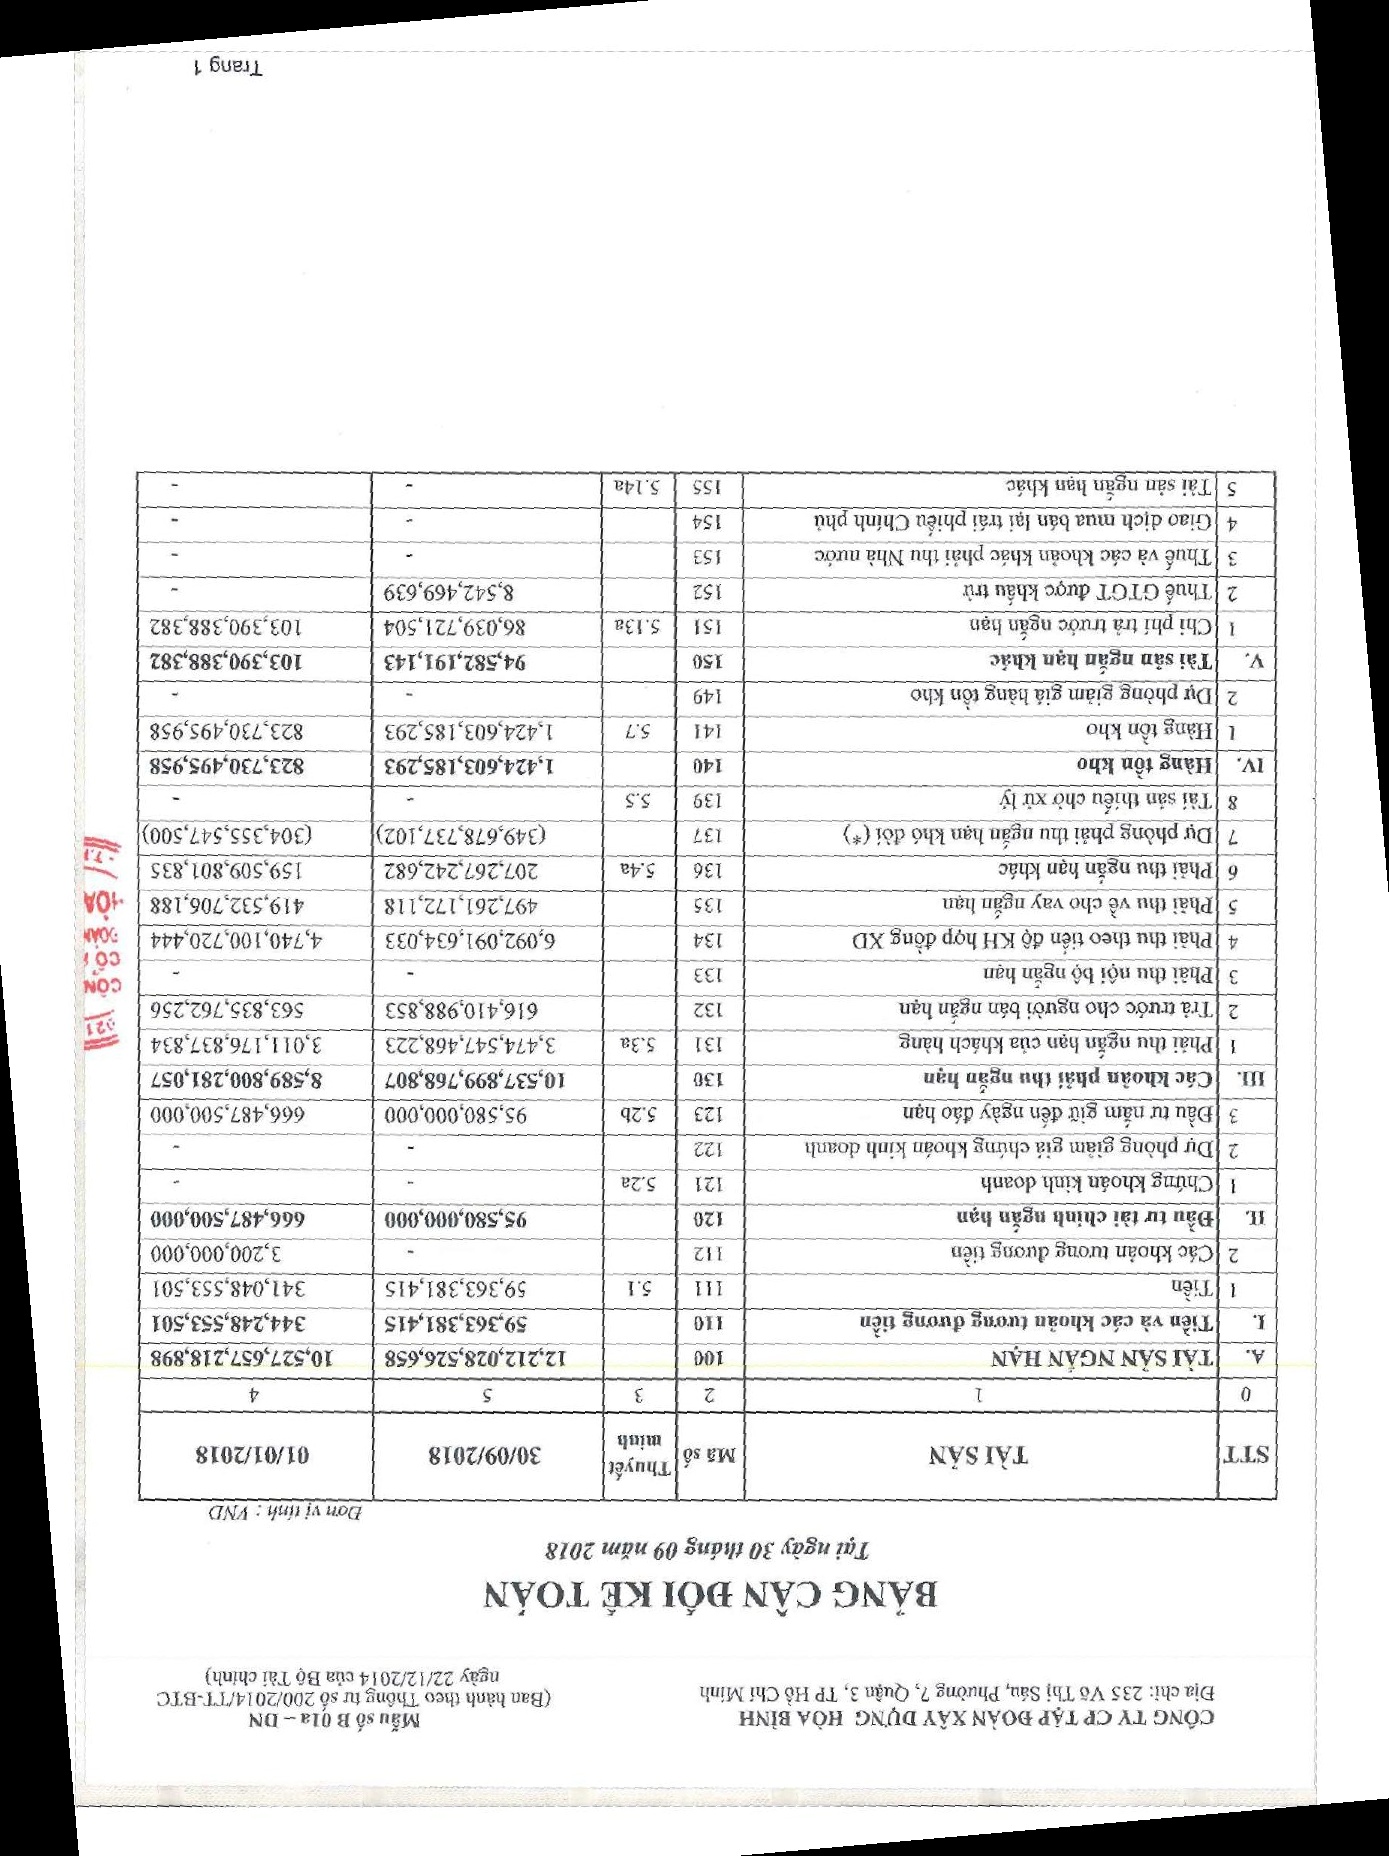 CÔNG TY CP TẬP ĐOÀN XÂY DỰNG HÒA BÌNH
Địa chỉ: 235 Võ Thị Sáu, Phường 7, Quận 3, TP Hồ Chí Minh
Mẫu số B 01a – DN
(Ban hành theo Thông tư số 200/2014/TT-BTC
ngày 22/12/2014 của Bộ Tài chính)
BẢNG CÂN ĐỐI KẾ TOÁN
Tại ngày 30 tháng 09 năm 2018
Đơn vị tính : VND
STT TÀI SẢN Mã số Thuyết minh 30/09/2018 01/01/2018
0 1 2 3 5 4
A. TÀI SẢN NGẮN HẠN 100 12,212,028,526,658 10,527,657,218,898
I. Tiền và các khoản tương đương tiền 110 59,363,381,415 344,248,553,501
1 Tiền 111 5.1 59,363,381,415 341,048,553,501
2 Các khoản tương đương tiền 112 - 3,200,000,000
II. Đầu tư tài chính ngắn hạn 120 95,580,000,000 666,487,500,000
1 Chứng khoán kinh doanh 121 5.2a - -
2 Dự phòng giảm giá chứng khoán kinh doanh 122 - -
3 Đầu tư nắm giữ đến ngày đáo hạn 123 5.2b 95,580,000,000 666,487,500,000
III. Các khoản phải thu ngắn hạn 130 10,537,899,768,807 8,589,800,281,057
1 Phải thu ngắn hạn của khách hàng 131 5.3a 3,474,547,468,223 3,011,176,837,834
2 Trả trước cho người bán ngắn hạn 132 616,410,988,853 563,835,762,256
3 Phải thu nội bộ ngắn hạn 133 - -
4 Phải thu theo tiến độ KH hợp đồng XD 134 6,092,091,634,033 4,740,100,720,444
5 Phải thu về cho vay ngắn hạn 135 497,261,172,118 419,532,706,188
6 Phải thu ngắn hạn khác 136 5.4a 207,267,242,682 159,509,801,835
7 Dự phòng phải thu ngắn hạn khó đòi (*) 137 (349,678,737,102) (304,355,547,500)
8 Tài sản thiếu chờ xử lý 139 5.5 - -
IV. Hàng tồn kho 140 1,424,603,185,293 823,730,495,958
1 Hàng tồn kho 141 5.7 1,424,603,185,293 823,730,495,958
2 Dự phòng giảm giá hàng tồn kho 149 - -
V. Tài sản ngắn hạn khác 150 94,582,191,143 103,390,388,382
1 Chi phí trả trước ngắn hạn 151 5.13a 86,039,721,504 103,390,388,382
2 Thuế GTGT được khấu trừ 152 8,542,469,639 -
3 Thuế và các khoản khác phải thu Nhà nước 153 - -
4 Giao dịch mua bán lại trái phiếu Chính phủ 154 - -
5 Tài sản ngắn hạn khác 155 5.14a - -
CÔN
CỔ
HÒA
Trang 1